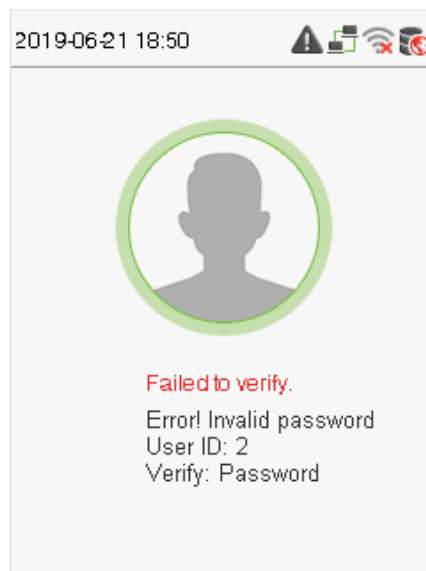 2019-06-21 18:50
Failed to verify.
Error! Invalid password
User ID: 2
Verify: Password